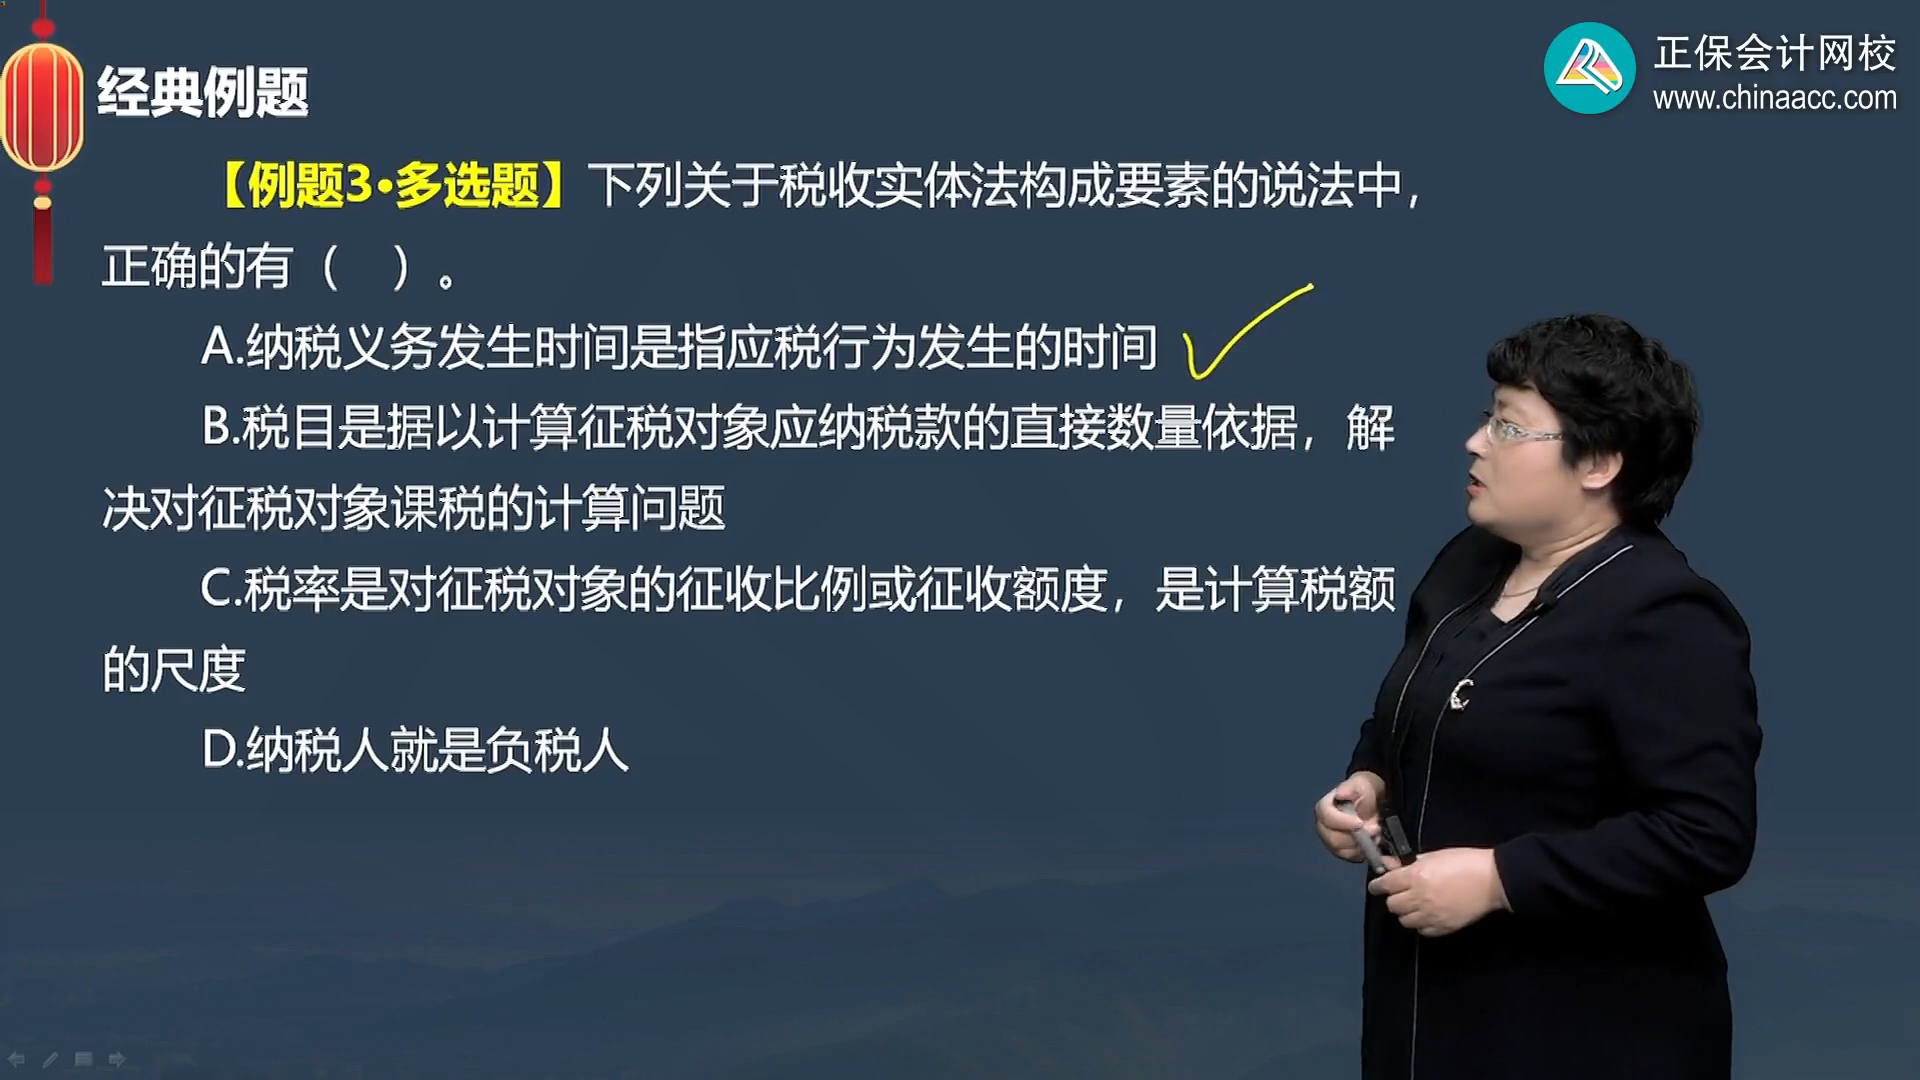 正保会计网校
www.chinaacc.com
经典例题
【例题3•多选题】下列关于税收实体法构成要素的说法中，
正确的有（ ）。
A.纳税义务发生时间是指应税行为发生的时间
B.税目是据以计算征税对象应纳税款的直接数量依据，解
决对征税对象课税的计算问题
C.税率是对征税对象的征收比例或征收额度，是计算税额
的尺度
D.纳税人就是负税人